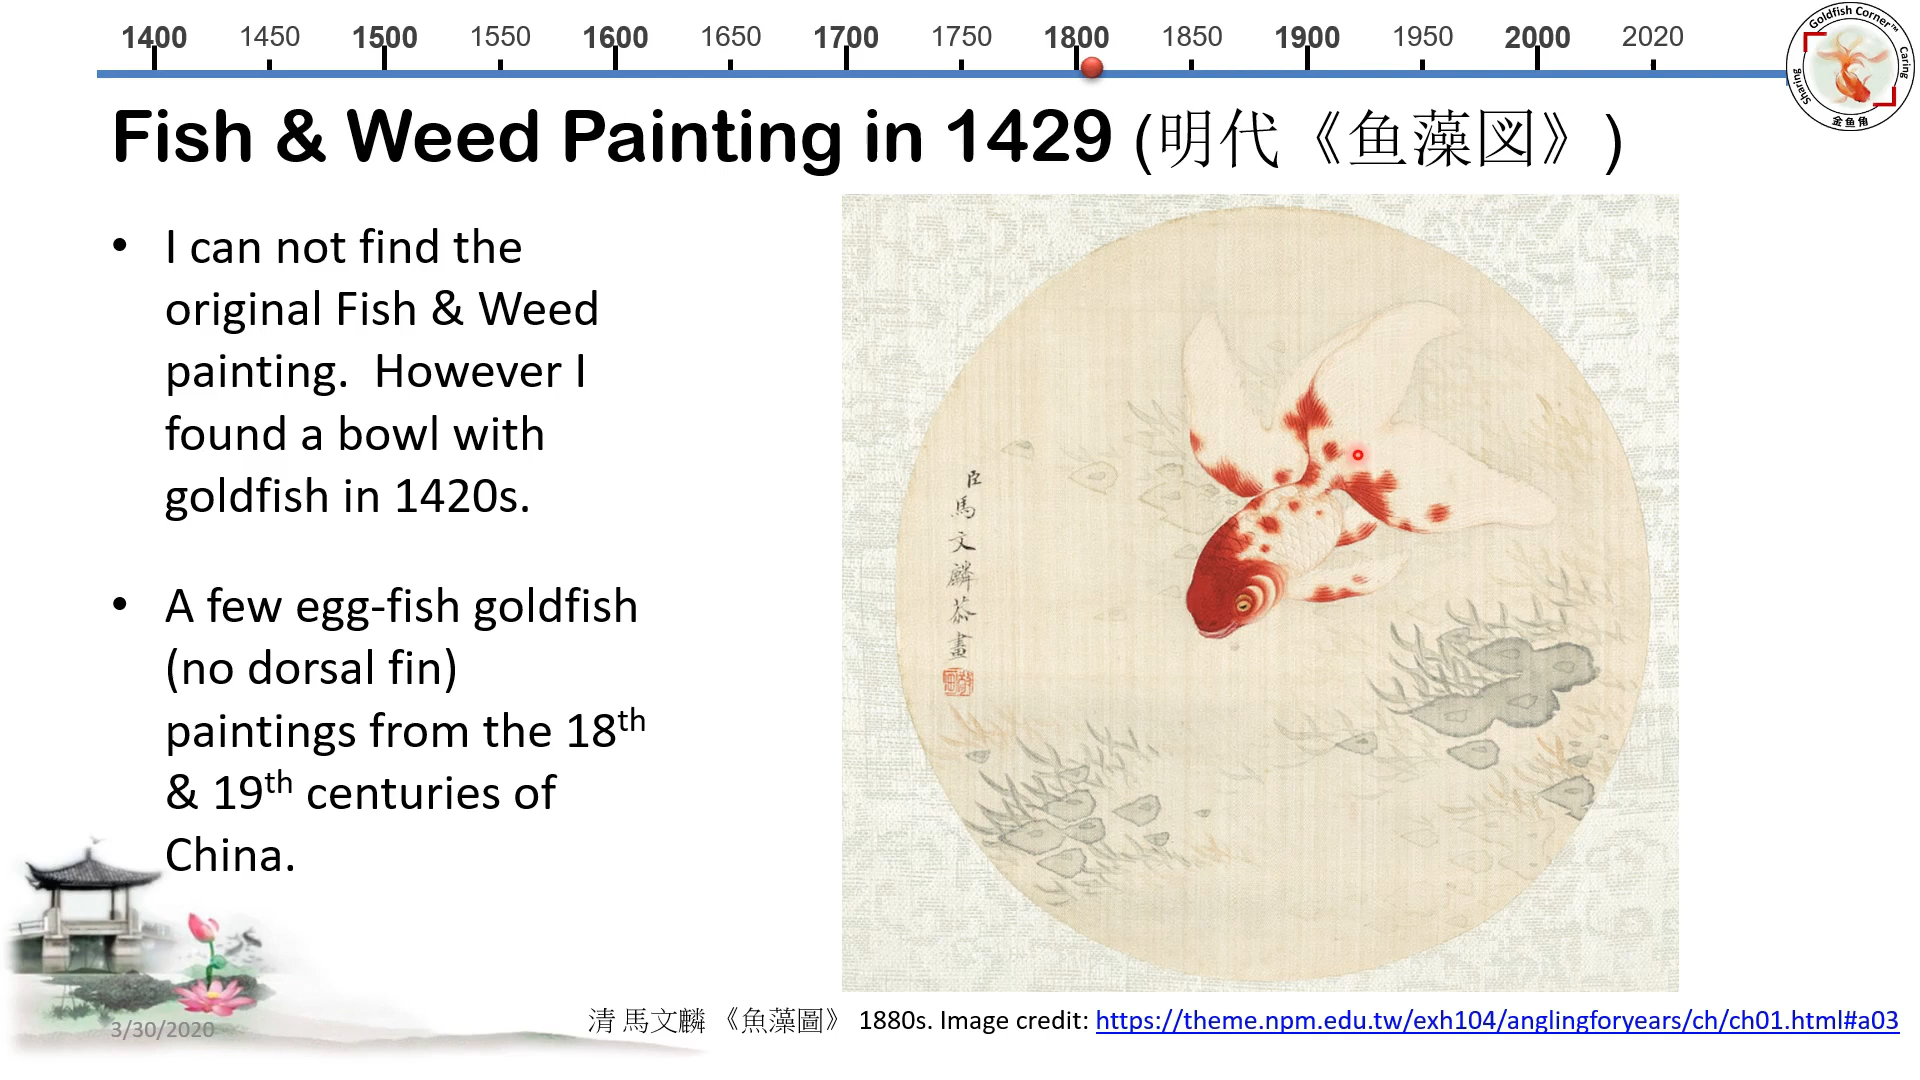 1400 1450 1500 1550 1600 1650 1700 1750 1800 1850 1900 1950 2000 2020
Goldfish Corner™
Caring
Sharing
金鱼角
Fish & Weed Painting in 1429 (明代《鱼藻図》)
• I can not find the
original Fish & Weed
painting. However I
found a bowl with
goldfish in 1420s.
• A few egg-fish goldfish
(no dorsal fin)
paintings from the 18th
& 19th centuries of
China.
臣馬文麟恭畫
3/30/2020
清 馬文麟 《魚藻圖》 1880s. Image credit: https://theme.npm.edu.tw/exh104/anglingforyears/ch/ch01.html#a03